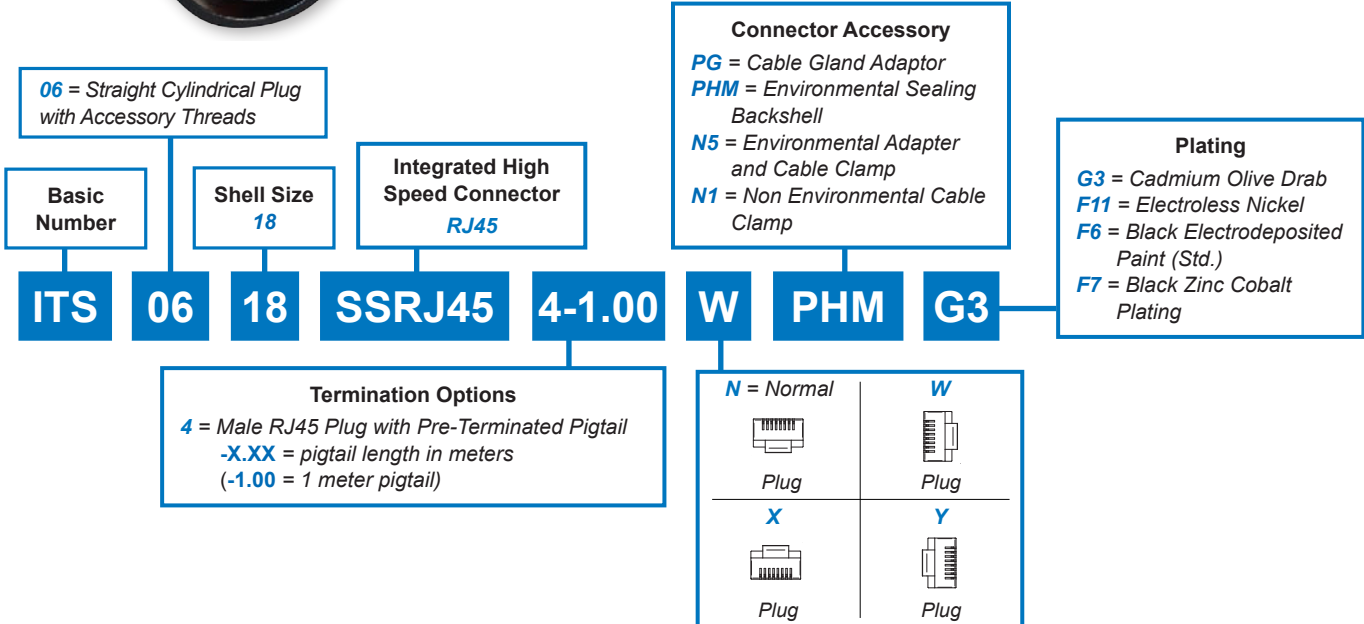 Connector Accessory
PG = Cable Gland Adaptor
PHM = Environmental Sealing
Backshell
N5 = Environmental Adapter
and Cable Clamp
N1 = Non Environmental Cable
Clamp
06 = Straight Cylindrical Plug
with Accessory Threads
Plating
G3 = Cadmium Olive Drab
F11 = Electroless Nickel
F6 = Black Electrodeposited
Paint (Std.)
F7 = Black Zinc Cobalt
Plating
Basic
Number
Shell Size
18
Integrated High
Speed Connector
RJ45
ITS 06 18 SSRJ45 4-1.00 W PHM G3
Termination Options
4 = Male RJ45 Plug with Pre-Terminated Pigtail
-X.XX = pigtail length in meters
(-1.00 = 1 meter pigtail)
N = Normal
Plug
W
Plug
X
Plug
Y
Plug